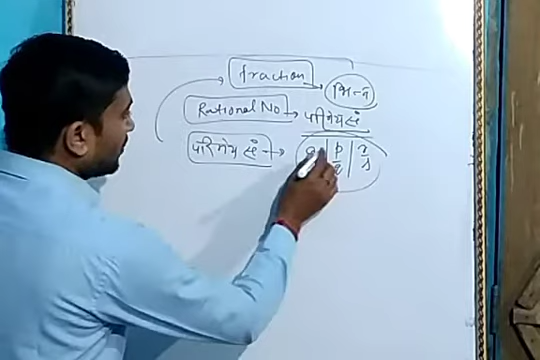 fraction → भिन्न
Rational No → परिमेय सं
परिमेय सं → | p | r
q s